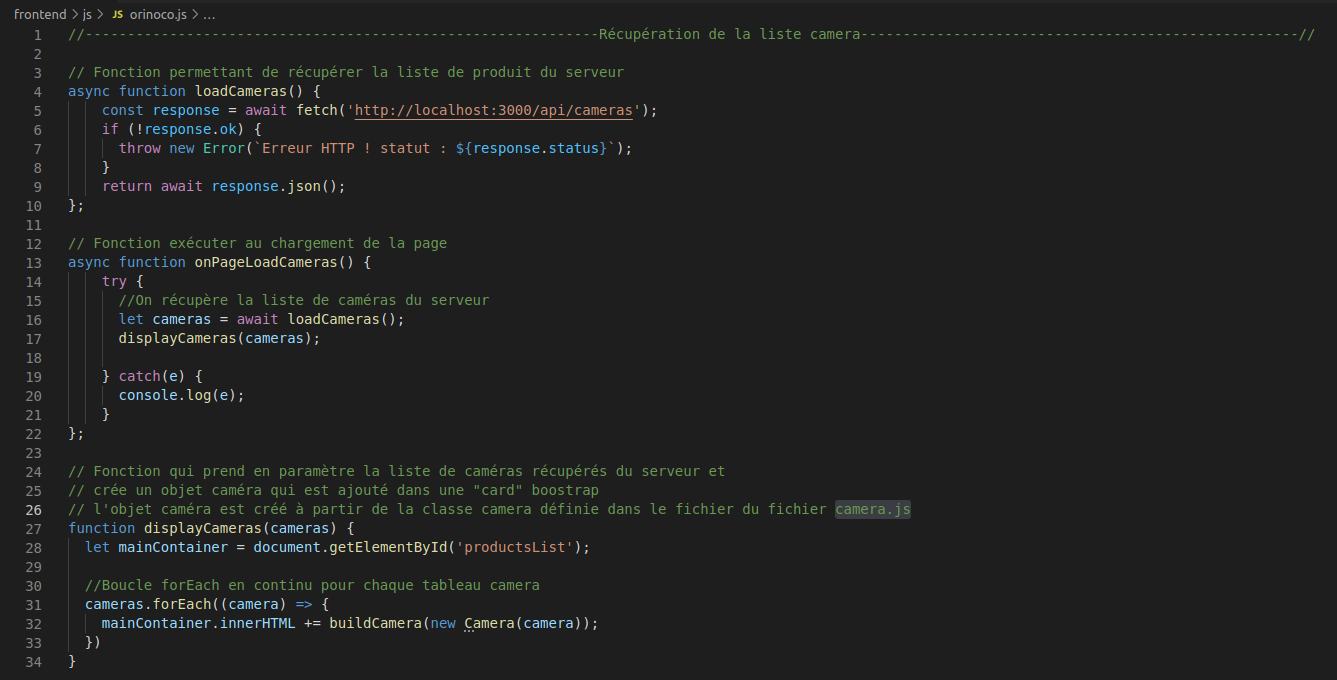 frontend > js > JS orinoco.js > ...
1 //-------------------------------------------------------------Récupération de la liste camera----------------------------------------------------//
2
3 // Fonction permettant de récupérer la liste de produit du serveur
4 async function loadCameras() {
5     const response = await fetch('http://localhost:3000/api/cameras');
6     if (!response.ok) {
7       throw new Error(`Erreur HTTP ! statut : ${response.status}`);
8     }
9     return await response.json();
10 };
11
12 // Fonction exécuter au chargement de la page
13 async function onPageLoadCameras() {
14     try {
15       //On récupère la liste de caméras du serveur
16       let cameras = await loadCameras();
17       displayCameras(cameras);
18
19     } catch(e) {
20       console.log(e);
21     }
22 };
23
24 // Fonction qui prend en paramètre la liste de caméras récupérés du serveur et
25 // crée un objet caméra qui est ajouté dans une "card" boostrap
26 // l'objet caméra est créé à partir de la classe camera définie dans le fichier du fichier camera.js
27 function displayCameras(cameras) {
28   let mainContainer = document.getElementById('productsList');
29
30   //Boucle forEach en continu pour chaque tableau camera
31   cameras.forEach((camera) => {
32     mainContainer.innerHTML += buildCamera(new Camera(camera));
33   })
34 }